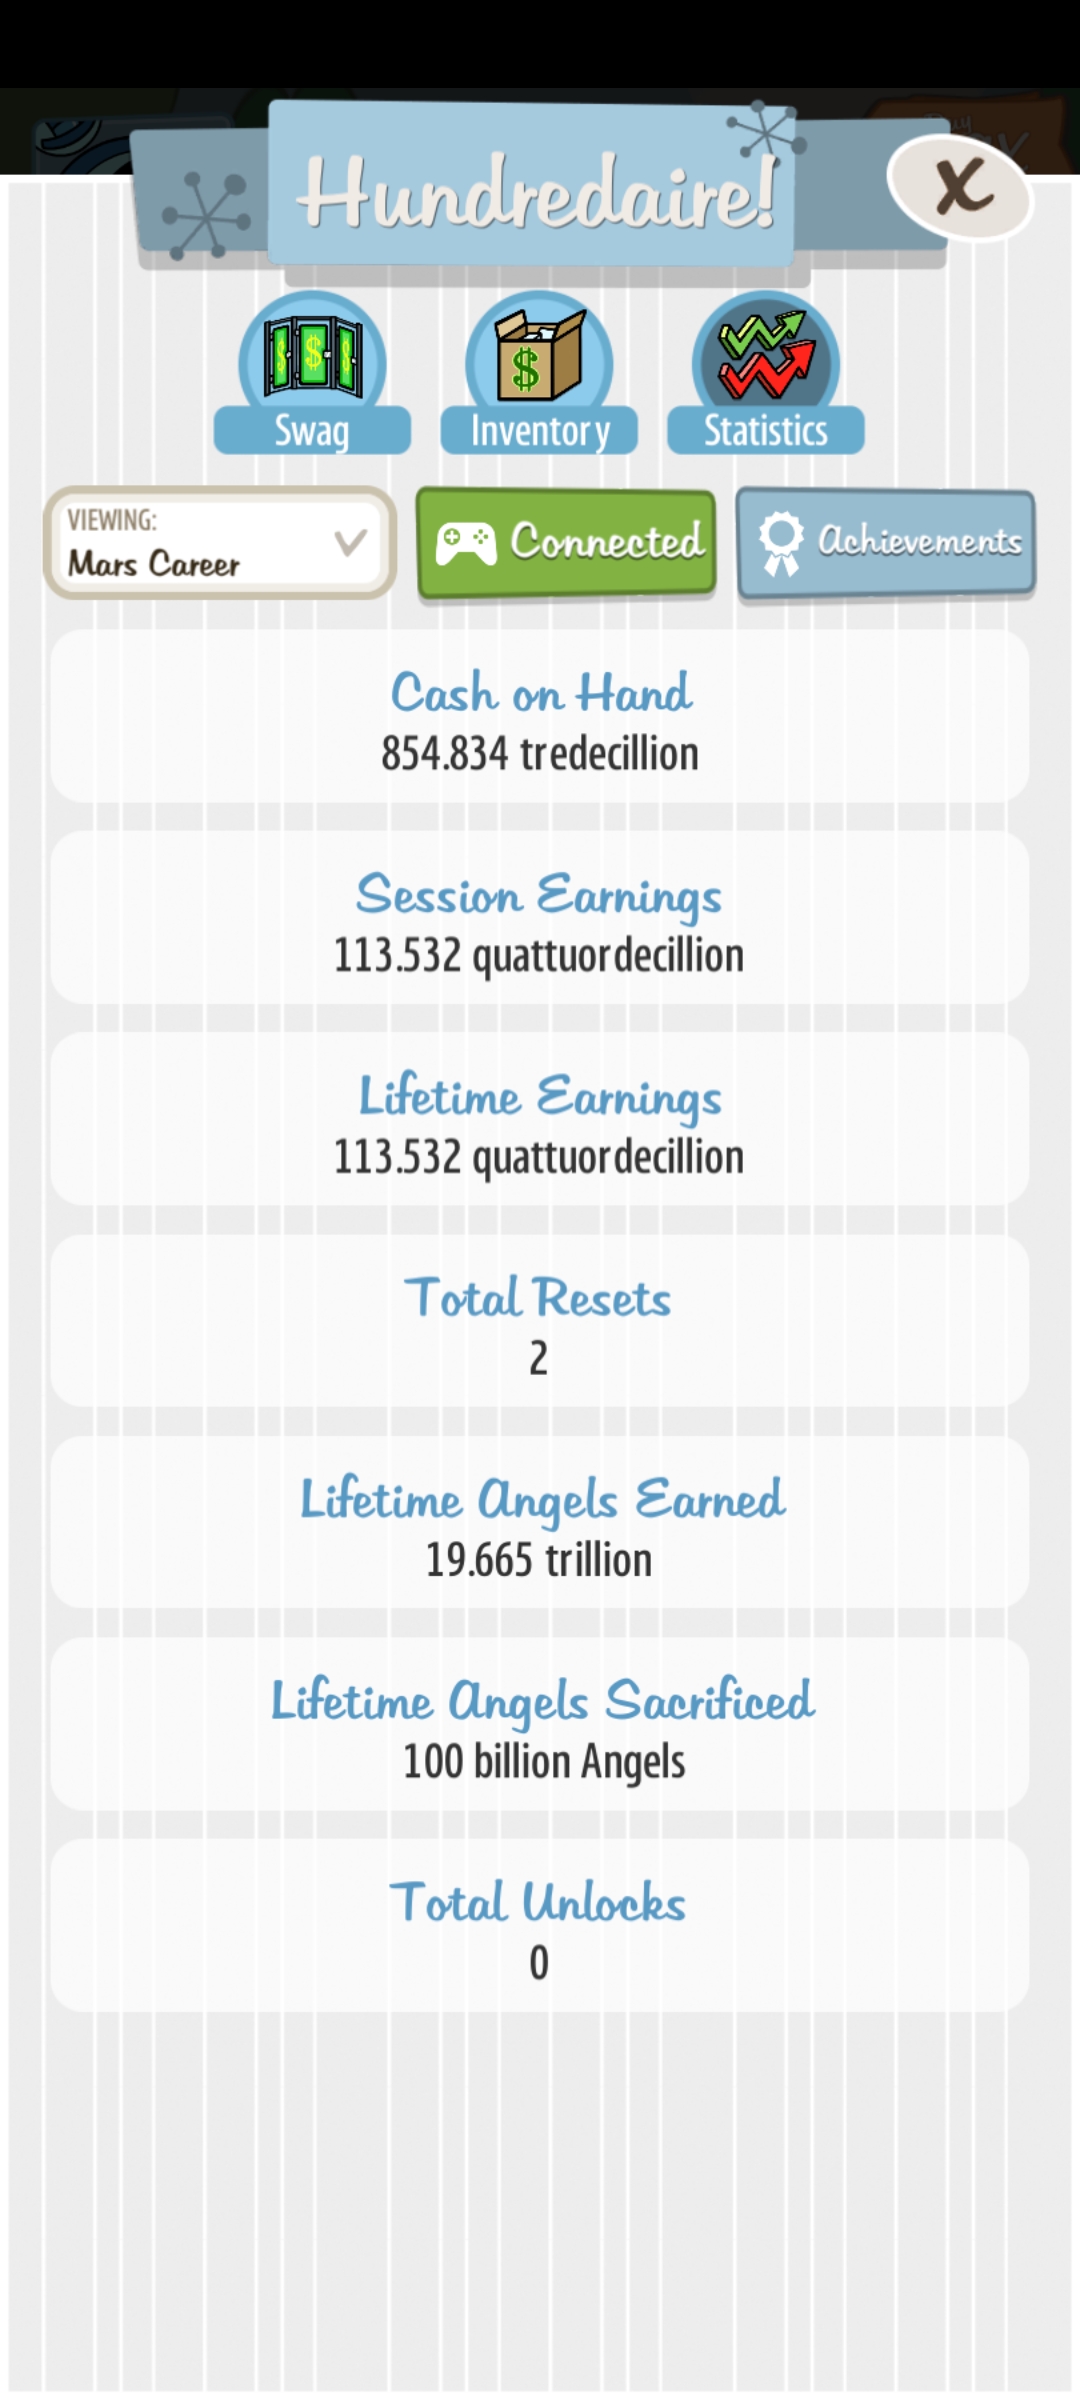 Hundredaire!
X
Swag
Inventory
Statistics
VIEWING:
Mars Career
Connected
Achievements
Cash on Hand
854.834 tredecillion
Session Earnings
113.532 quattuordecillion
Lifetime Earnings
113.532 quattuordecillion
Total Resets
2
Lifetime Angels Earned
19.665 trillion
Lifetime Angels Sacrificed
100 billion Angels
Total Unlocks
0